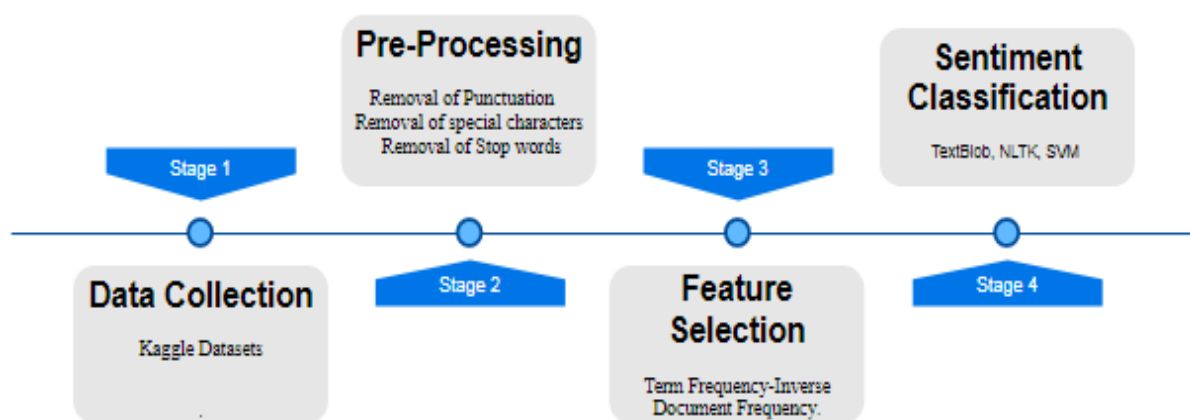 Pre-Processing
Removal of Punctuation
Removal of special characters
Removal of Stop words
Sentiment
Classification
TextBlob, NLTK, SVM
Stage 1
Stage 3
Data Collection
Kaggle Datasets
.
Stage 2
Feature
Selection
Term Frequency-Inverse
Document Frequency.
Stage 4